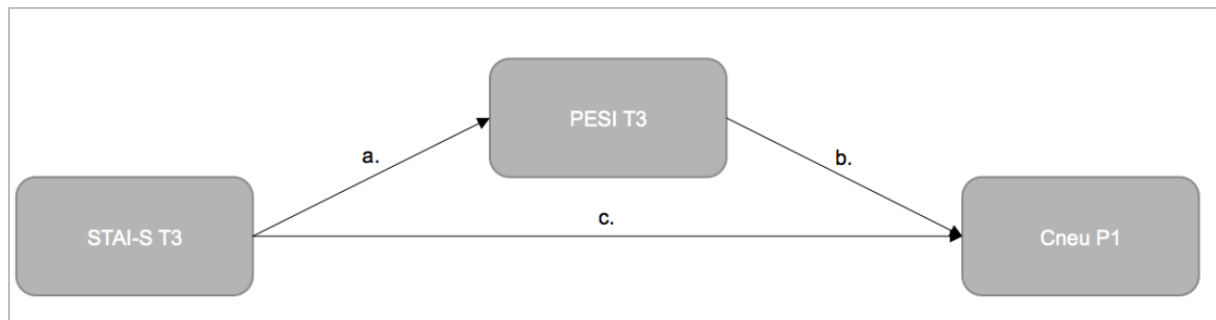 PESI T3
a.
b.
c.
STAI-S T3
Cneu P1